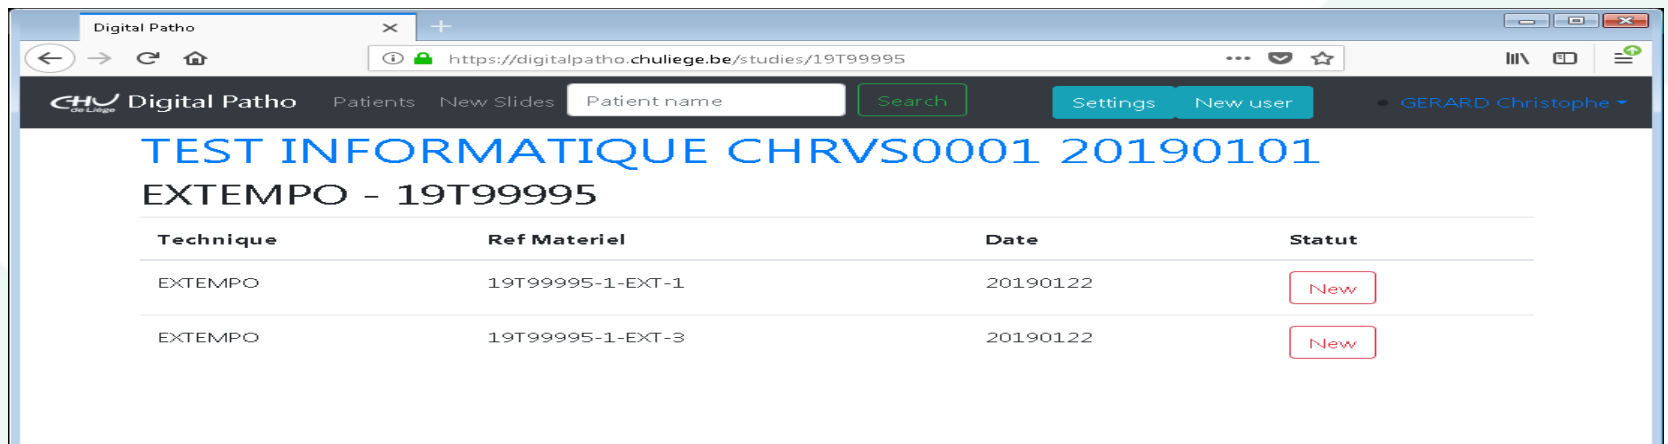 Digital Patho
https://digitalpatho.chuliege.be/studies/19T99995
CHU de Liège Digital Patho Patients New Slides Patient name Search Settings New user GERARD Christophe
TEST INFORMATIQUE CHRVS0001 20190101
EXTEMPO - 19T99995
Technique Ref Materiel Date Statut
EXTEMPO 19T99995-1-EXT-1 20190122 New
EXTEMPO 19T99995-1-EXT-3 20190122 New